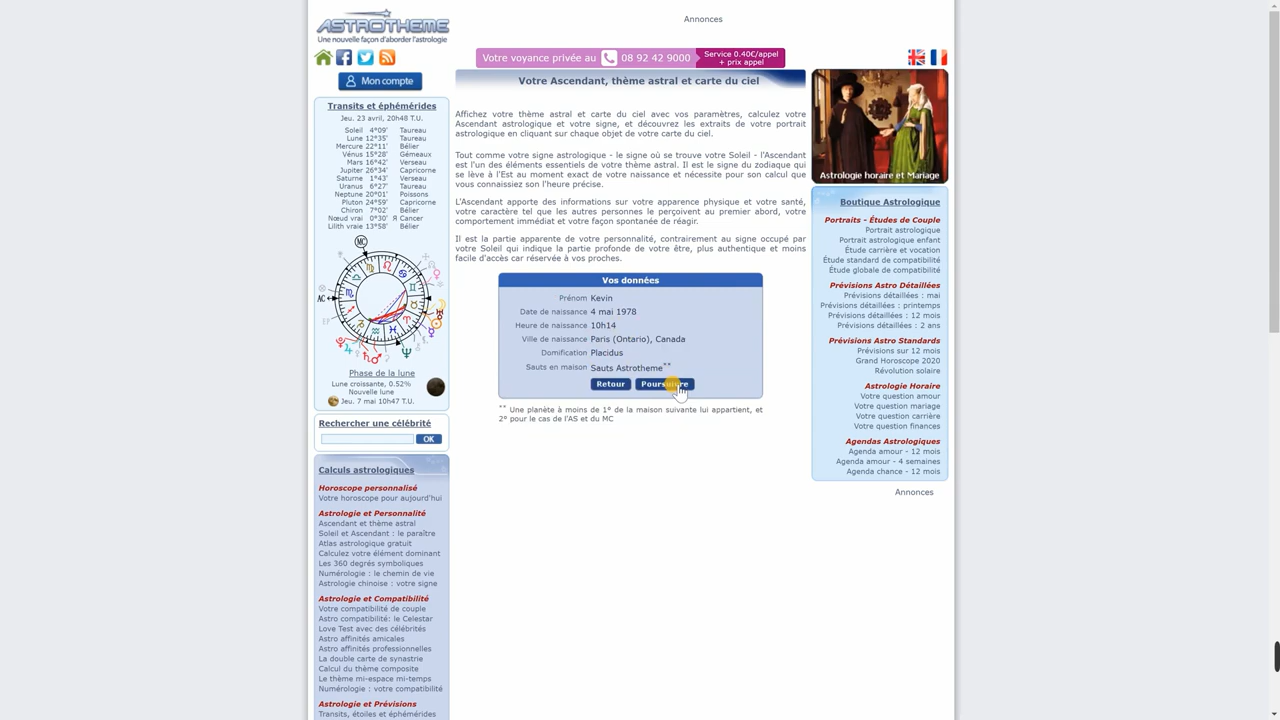 ASTROTHEME
Une nouvelle façon d'aborder l'astrologie
Annonces
Votre voyance privée au 08 92 42 9000 Service 0.40€/appel
+ prix appel
Mon compte
Transits et éphémérides
Jeu. 23 avril, 20h48 T.U.
Soleil 4°09' Taureau
Lune 12°35' Taureau
Mercure 22°11' Bélier
Vénus 15°28' Gémeaux
Mars 16°42' Verseau
Jupiter 26°34' Capricorne
Saturne 1°43' Verseau
Uranus 6°27' Taureau
Neptune 20°01' Poissons
Pluton 24°59' Capricorne
Chiron 7°02' Bélier
Nœud vrai 0°30' Я Cancer
Lilith vraie 13°58' Bélier
MC
AC
Phase de la lune
Lune croissante, 0.52%
Nouvelle lune
Jeu. 7 mai 10h47 T.U.
Rechercher une célébrité
OK
Calculs astrologiques
Horoscope personnalisé
Votre horoscope pour aujourd'hui
Astrologie et Personnalité
Ascendant et thème astral
Soleil et Ascendant : le paraître
Atlas astrologique gratuit
Calculez votre élément dominant
Les 360 degrés symboliques
Numérologie : le chemin de vie
Astrologie chinoise : votre signe
Astrologie et Compatibilité
Votre compatibilité de couple
Astro compatibilité: le Celestar
Love Test avec des célébrités
Astro affinités amicales
Astro affinités professionnelles
La double carte de synastrie
Calcul du thème composite
Le thème mi-espace mi-temps
Numérologie : votre compatibilité
Astrologie et Prévisions
Transits, étoiles et éphémérides
Votre Ascendant, thème astral et carte du ciel
Affichez votre thème astral et carte du ciel avec vos paramètres, calculez votre
Ascendant astrologique et votre signe, et découvrez les extraits de votre portrait
astrologique en cliquant sur chaque objet de votre carte du ciel.
Tout comme votre signe astrologique - le signe où se trouve votre Soleil - l'Ascendant
est l'un des éléments essentiels de votre thème astral. Il est le signe du zodiaque qui
se lève à l'Est au moment exact de votre naissance et nécessite pour son calcul que
vous connaissiez son l'heure précise.
L'Ascendant apporte des informations sur votre apparence physique et votre santé,
votre caractère tel que les autres personnes le perçoivent au premier abord, votre
comportement immédiat et votre façon spontanée de réagir.
Il est la partie apparente de votre personnalité, contrairement au signe occupé par
votre Soleil qui indique la partie profonde de votre être, plus authentique et moins
facile d'accès car réservée à vos proches.
Vos données
Prénom Kevin
Date de naissance 4 mai 1978
Heure de naissance 10h14
Ville de naissance Paris (Ontario), Canada
Domification Placidus
Sauts en maison Sauts Astrotheme**
Retour Poursuivre
** Une planète à moins de 1° de la maison suivante lui appartient, et
2° pour le cas de l'AS et du MC
Astrologie horaire et Mariage
Boutique Astrologique
Portraits - Études de Couple
Portrait astrologique
Portrait astrologique enfant
Étude carrière et vocation
Étude standard de compatibilité
Étude globale de compatibilité
Prévisions Astro Détaillées
Prévisions détaillées : mai
Prévisions détaillées : printemps
Prévisions détaillées : 12 mois
Prévisions détaillées : 2 ans
Prévisions Astro Standards
Prévisions sur 12 mois
Grand Horoscope 2020
Révolution solaire
Astrologie Horaire
Votre question amour
Votre question mariage
Votre question carrière
Votre question finances
Agendas Astrologiques
Agenda amour - 12 mois
Agenda amour - 4 semaines
Agenda chance - 12 mois
Annonces